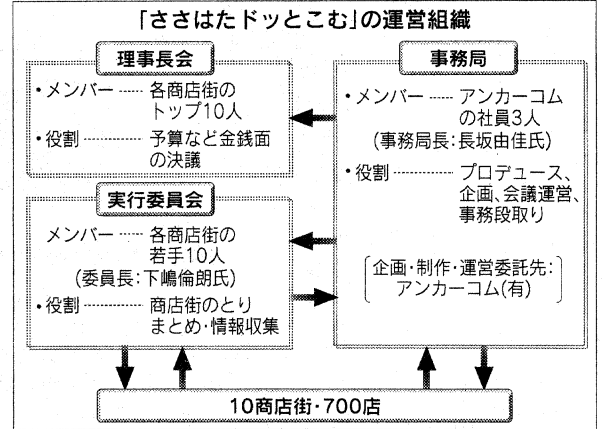 「ささはたドッとこむ」の運営組織
理事長会
・メンバー……各商店街の
トップ10人
・役割…………予算など金銭面
の決議
実行委員会
メンバー……各商店街の
若手10人
(委員長:下嶋倫朗氏)
・役割…………商店街のとり
まとめ・情報収集
事務局
・メンバー……アンカーコム
の社員3人
(事務局長:長坂由佳氏)
・役割…………プロデュース、
企画、会議運営、
事務段取り
企画・制作・運営委託先:
アンカーコム(有)
10商店街・700店